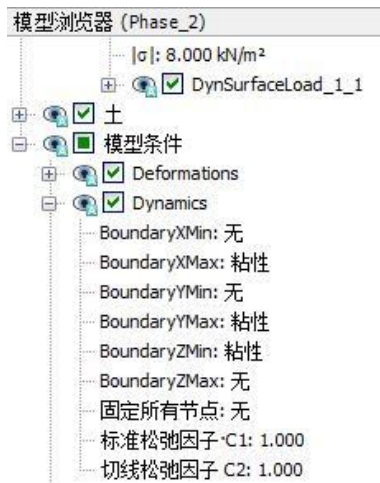 模型浏览器 (Phase_2)
|σ|: 8.000 kN/m²
DynSurfaceLoad_1_1
土
模型条件
Deformations
Dynamics
BoundaryXMin: 无
BoundaryXMax: 粘性
BoundaryYMin: 无
BoundaryYMax: 粘性
BoundaryZMin: 粘性
BoundaryZMax: 无
固定所有节点: 无
标准松弛因子 C1: 1.000
切线松弛因子 C2: 1.000